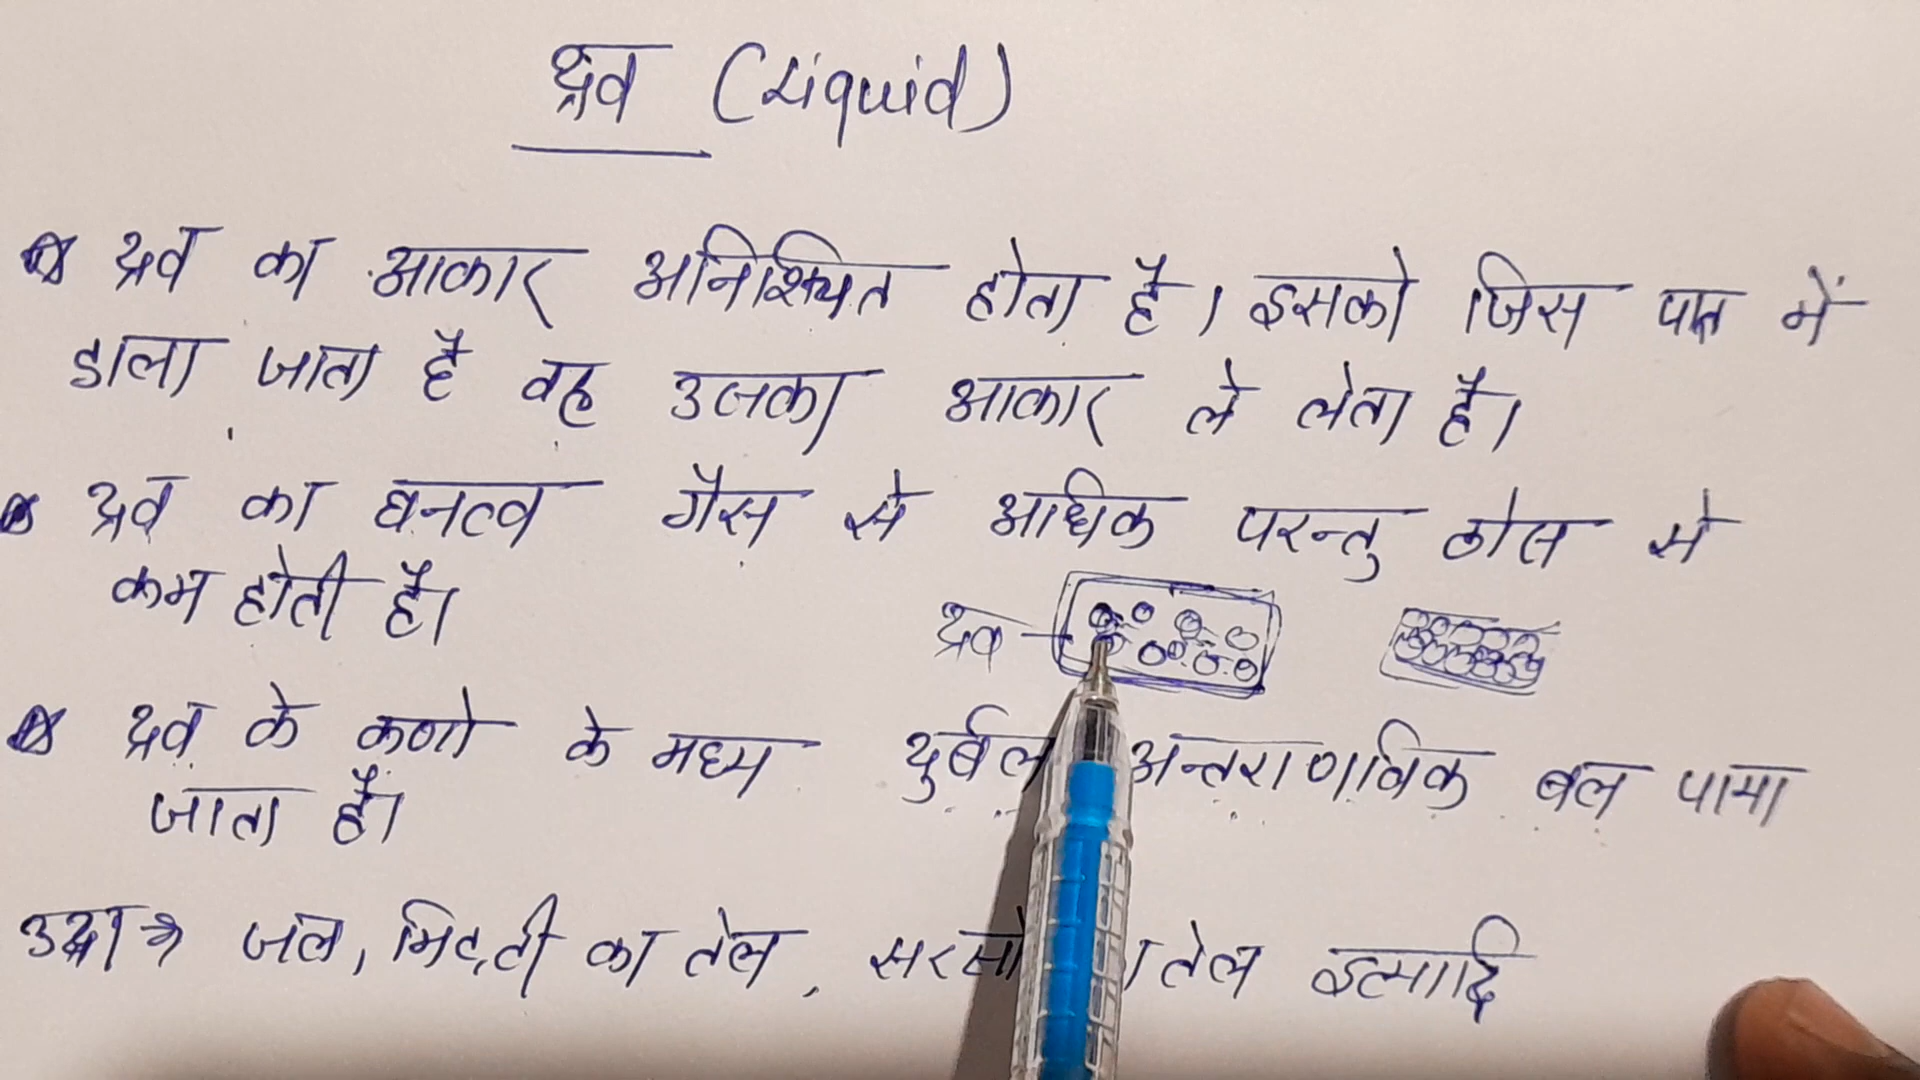 द्रव (Liquid)
द्रव का आकार अनिश्चित होता है। इसको जिस पात्र में
डाला जाता है वह उसका आकार ले लेता है।
द्रव का घनत्व गैस से अधिक परन्तु ठोस से
कम होती है।
द्रव
द्रव के कणो के मध्य दुर्बल अन्तराणविक बल पाया
जाता है।
उदा → जल, मिट्टी का तेल, सरसो तेल इत्यादि